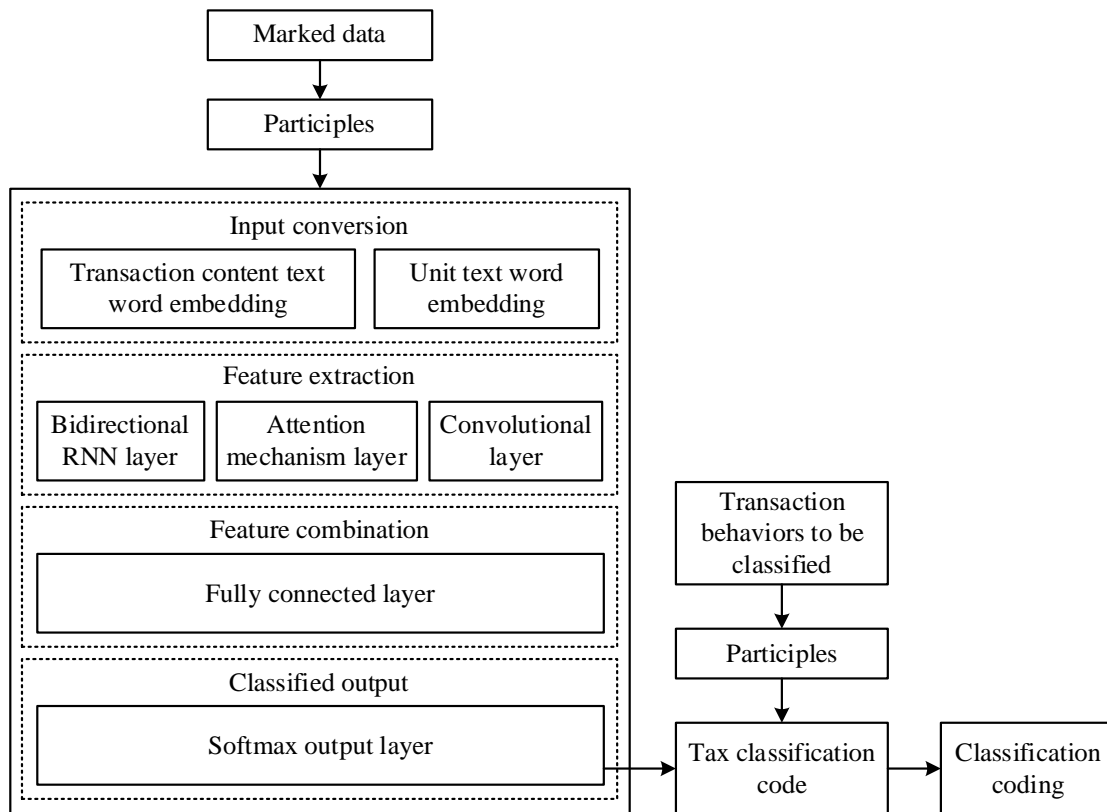 Marked data
Participles
Input conversion
Transaction content text
word embedding
Unit text word
embedding
Feature extraction
Bidirectional
RNN layer
Attention
mechanism layer
Convolutional
layer
Feature combination
Fully connected layer
Classified output
Softmax output layer
Transaction
behaviors to be
classified
Participles
Tax classification
code
Classification
coding